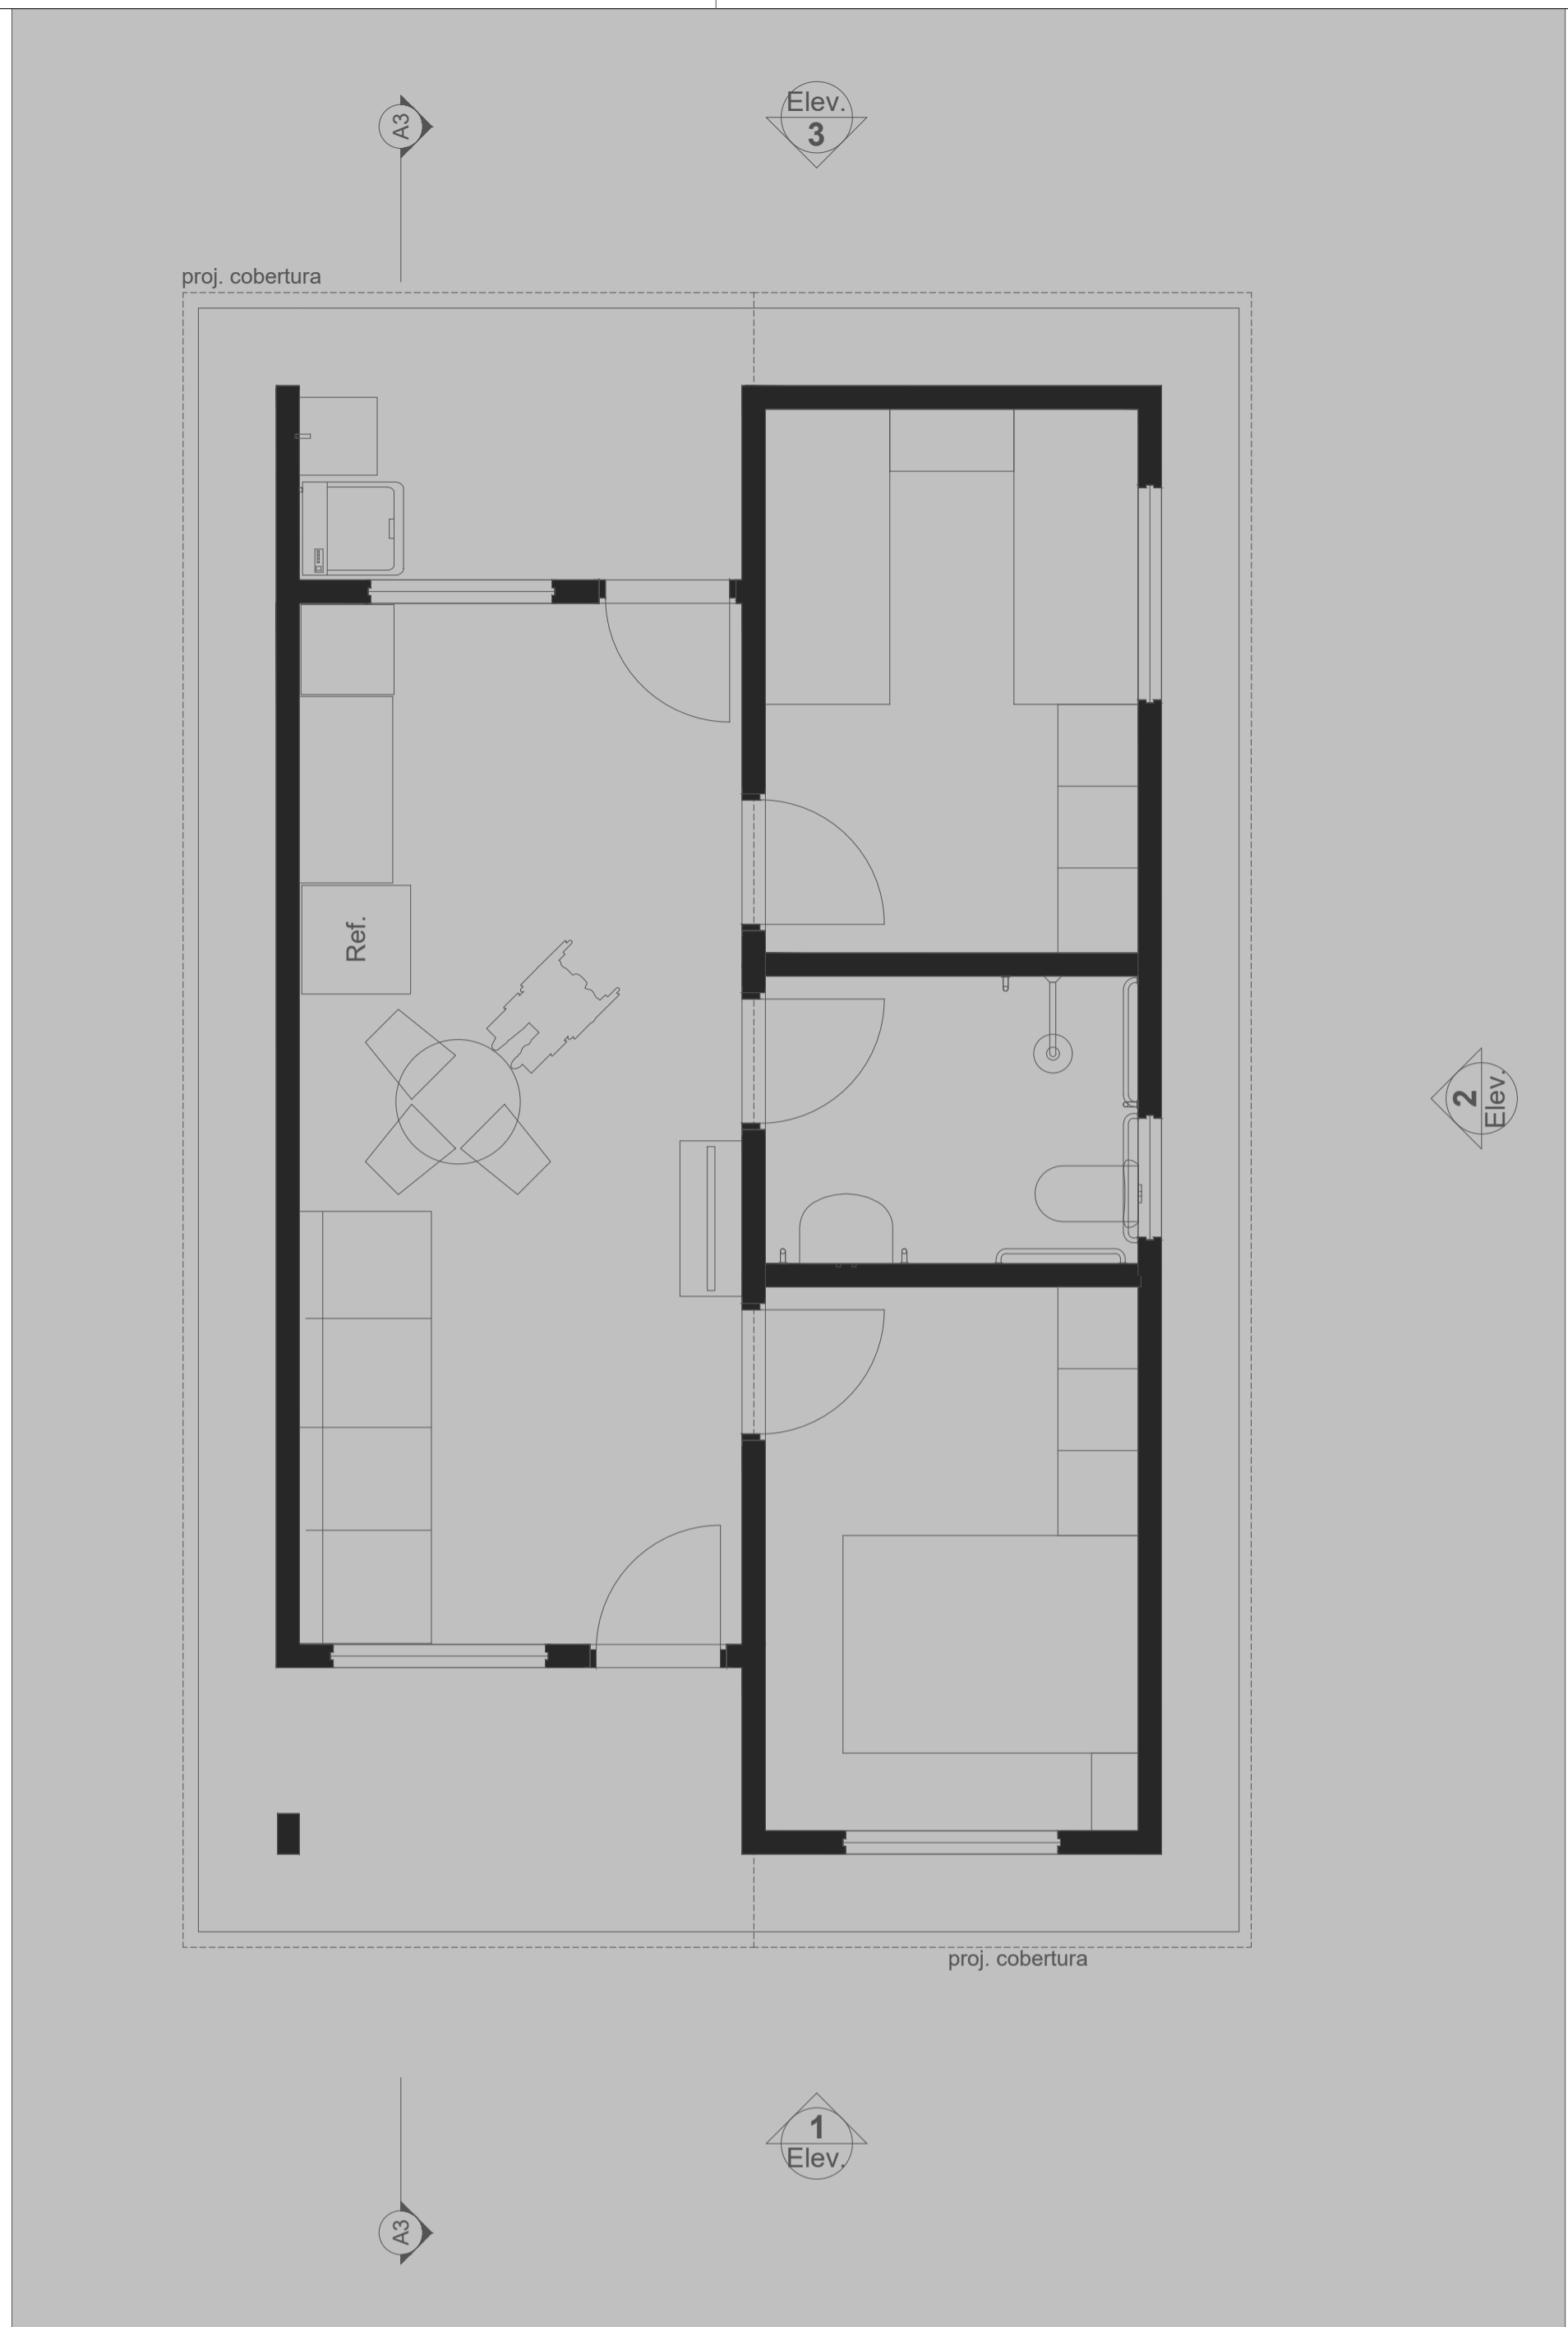 A3
Elev.
3
proj. cobertura
Ref.
2
Elev.
proj. cobertura
1
Elev.
A3